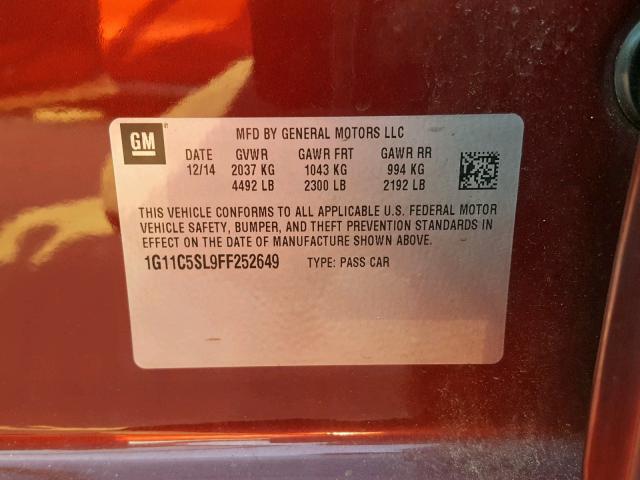 GM
MFD BY GENERAL MOTORS LLC
DATE GVWR GAWR FRT GAWR RR
12/14 2037 KG 1043 KG 994 KG
4492 LB 2300 LB 2192 LB
THIS VEHICLE CONFORMS TO ALL APPLICABLE U.S. FEDERAL MOTOR
VEHICLE SAFETY, BUMPER, AND THEFT PREVENTION STANDARDS IN
EFFECT ON THE DATE OF MANUFACTURE SHOWN ABOVE.
1G11C5SL9FF252649 TYPE: PASS CAR